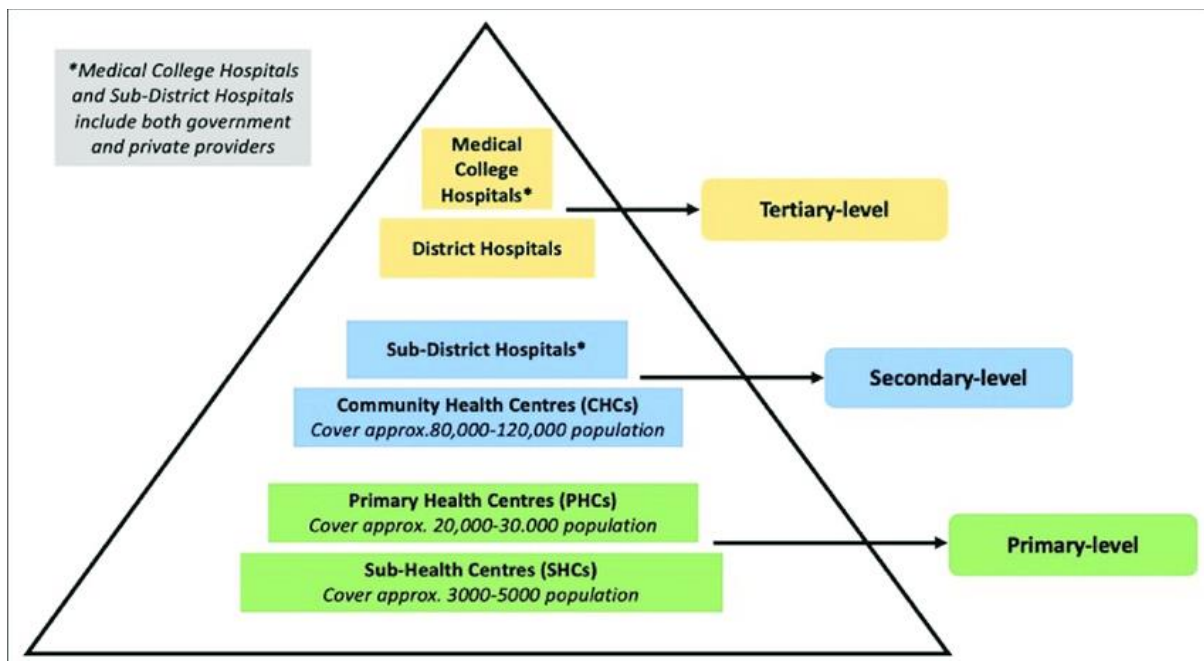 *Medical College Hospitals
and Sub-District Hospitals
include both government
and private providers
Medical
College
Hospitals*
Tertiary-level
District Hospitals
Sub-District Hospitals*
Secondary-level
Community Health Centres (CHCs)
Cover approx.80,000-120,000 population
Primary Health Centres (PHCs)
Cover approx. 20,000-30.000 population
Primary-level
Sub-Health Centres (SHCs)
Cover approx. 3000-5000 population